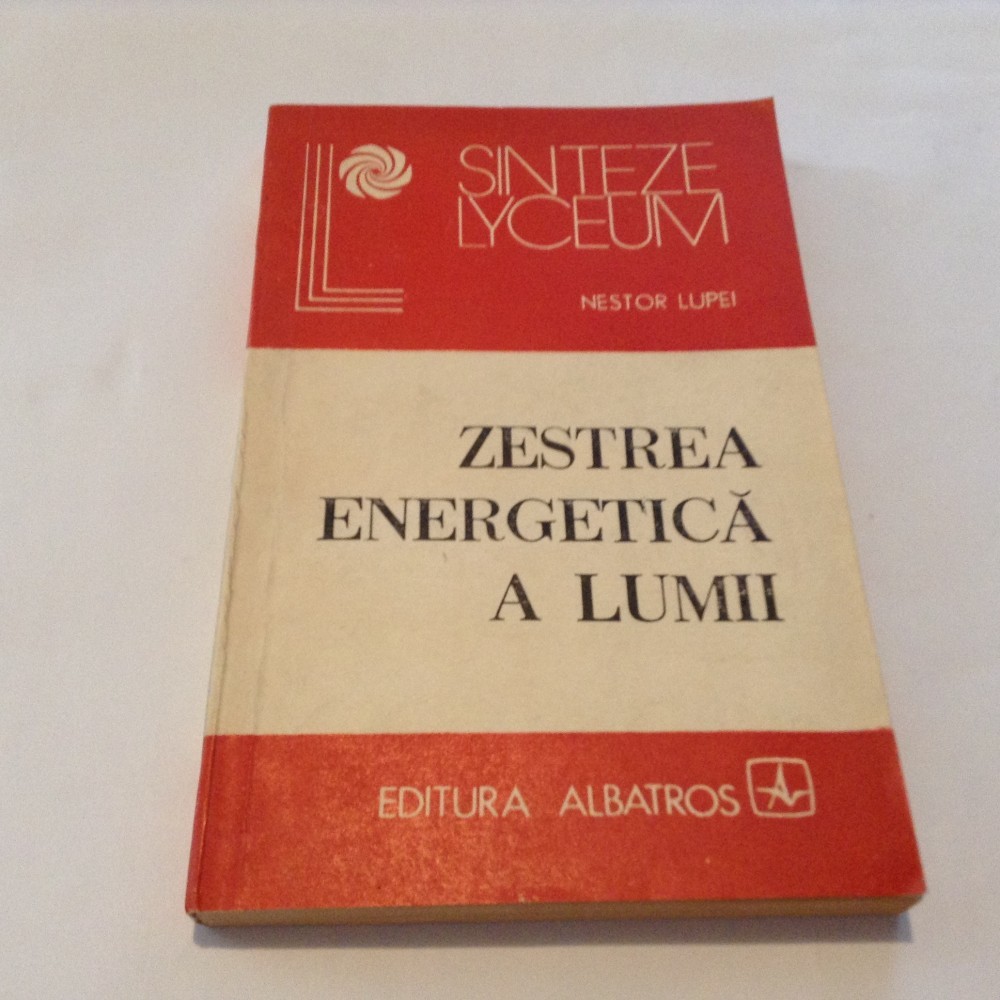 SINTEZE
LYCEUM
NESTOR LUPEI
ZESTREA
ENERGETICĂ
A LUMII
EDITURA ALBATROS